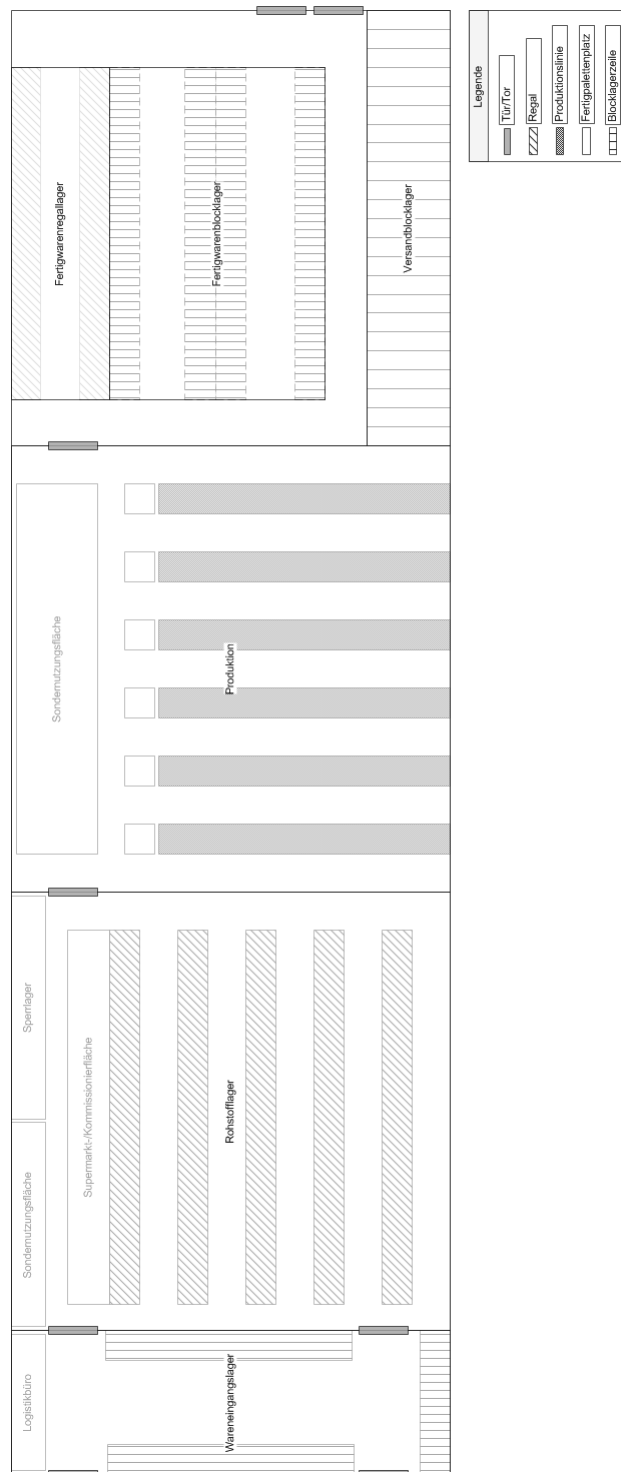 Legende
Tür/Tor
Regal
Produktionslinie
Fertigpalettenplatz
Blocklagerzeile
Fertigwarenregallager
Fertigwarenblocklager
Versandblocklager
Sondernutzungsfläche
Produktion
Sperrlager
Sondernutzungsfläche
Supermarkt-/Kommissionierfläche
Rohstofflager
Logistikbüro
Wareneingangslager